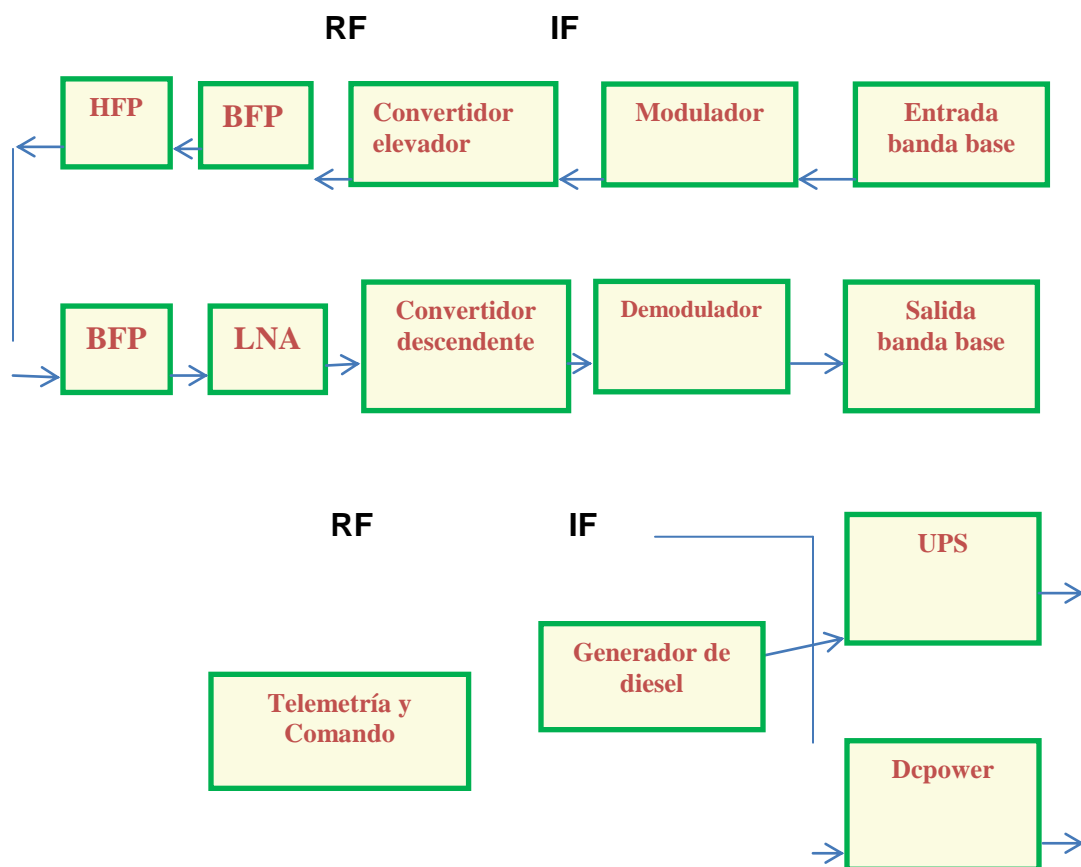 RF
IF
HFP
BFP
Convertidor
elevador
Modulador
Entrada
banda base
BFP
LNA
Convertidor
descendente
Demodulador
Salida
banda base
RF
IF
UPS
Generador de
diesel
Telemetría y
Comando
Dcpower